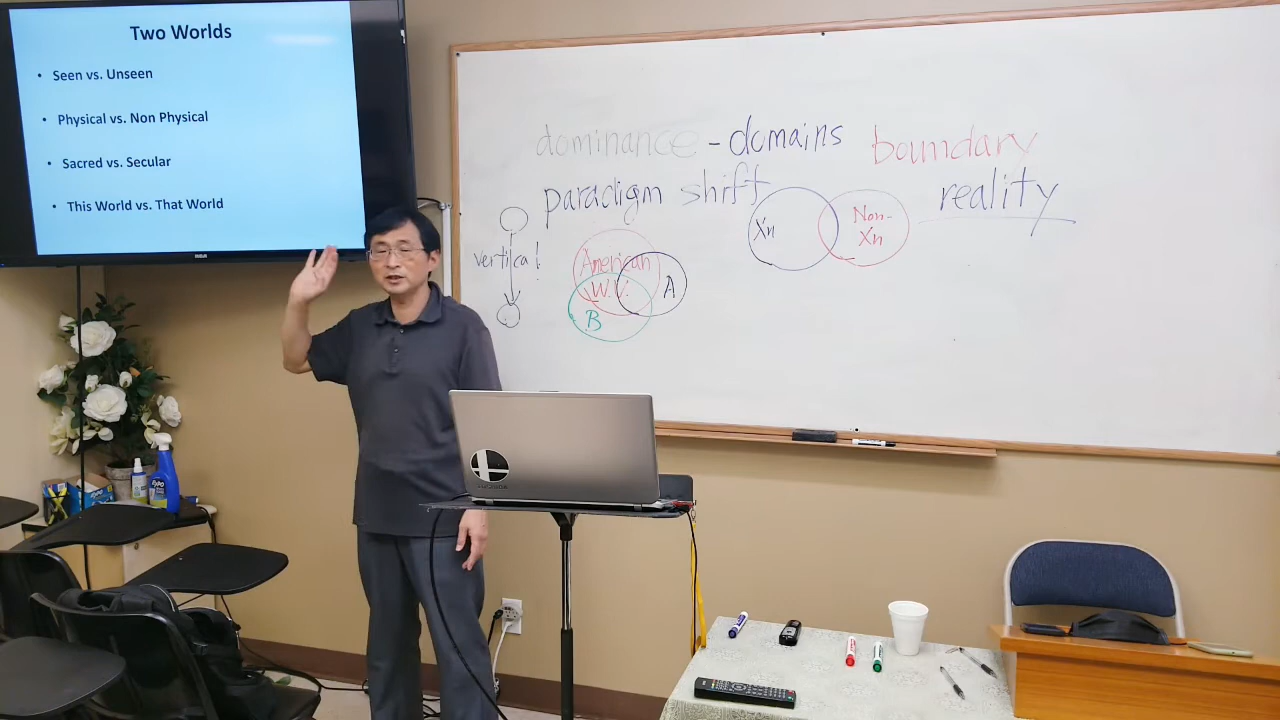 Two Worlds
• Seen vs. Unseen
• Physical vs. Non Physical
• Sacred vs. Secular
• This World vs. That World
dominance - domains boundary
paradigm shift
reality
Xn
Non-
Xn
vertical
American
W.V.
A
B
EXPO